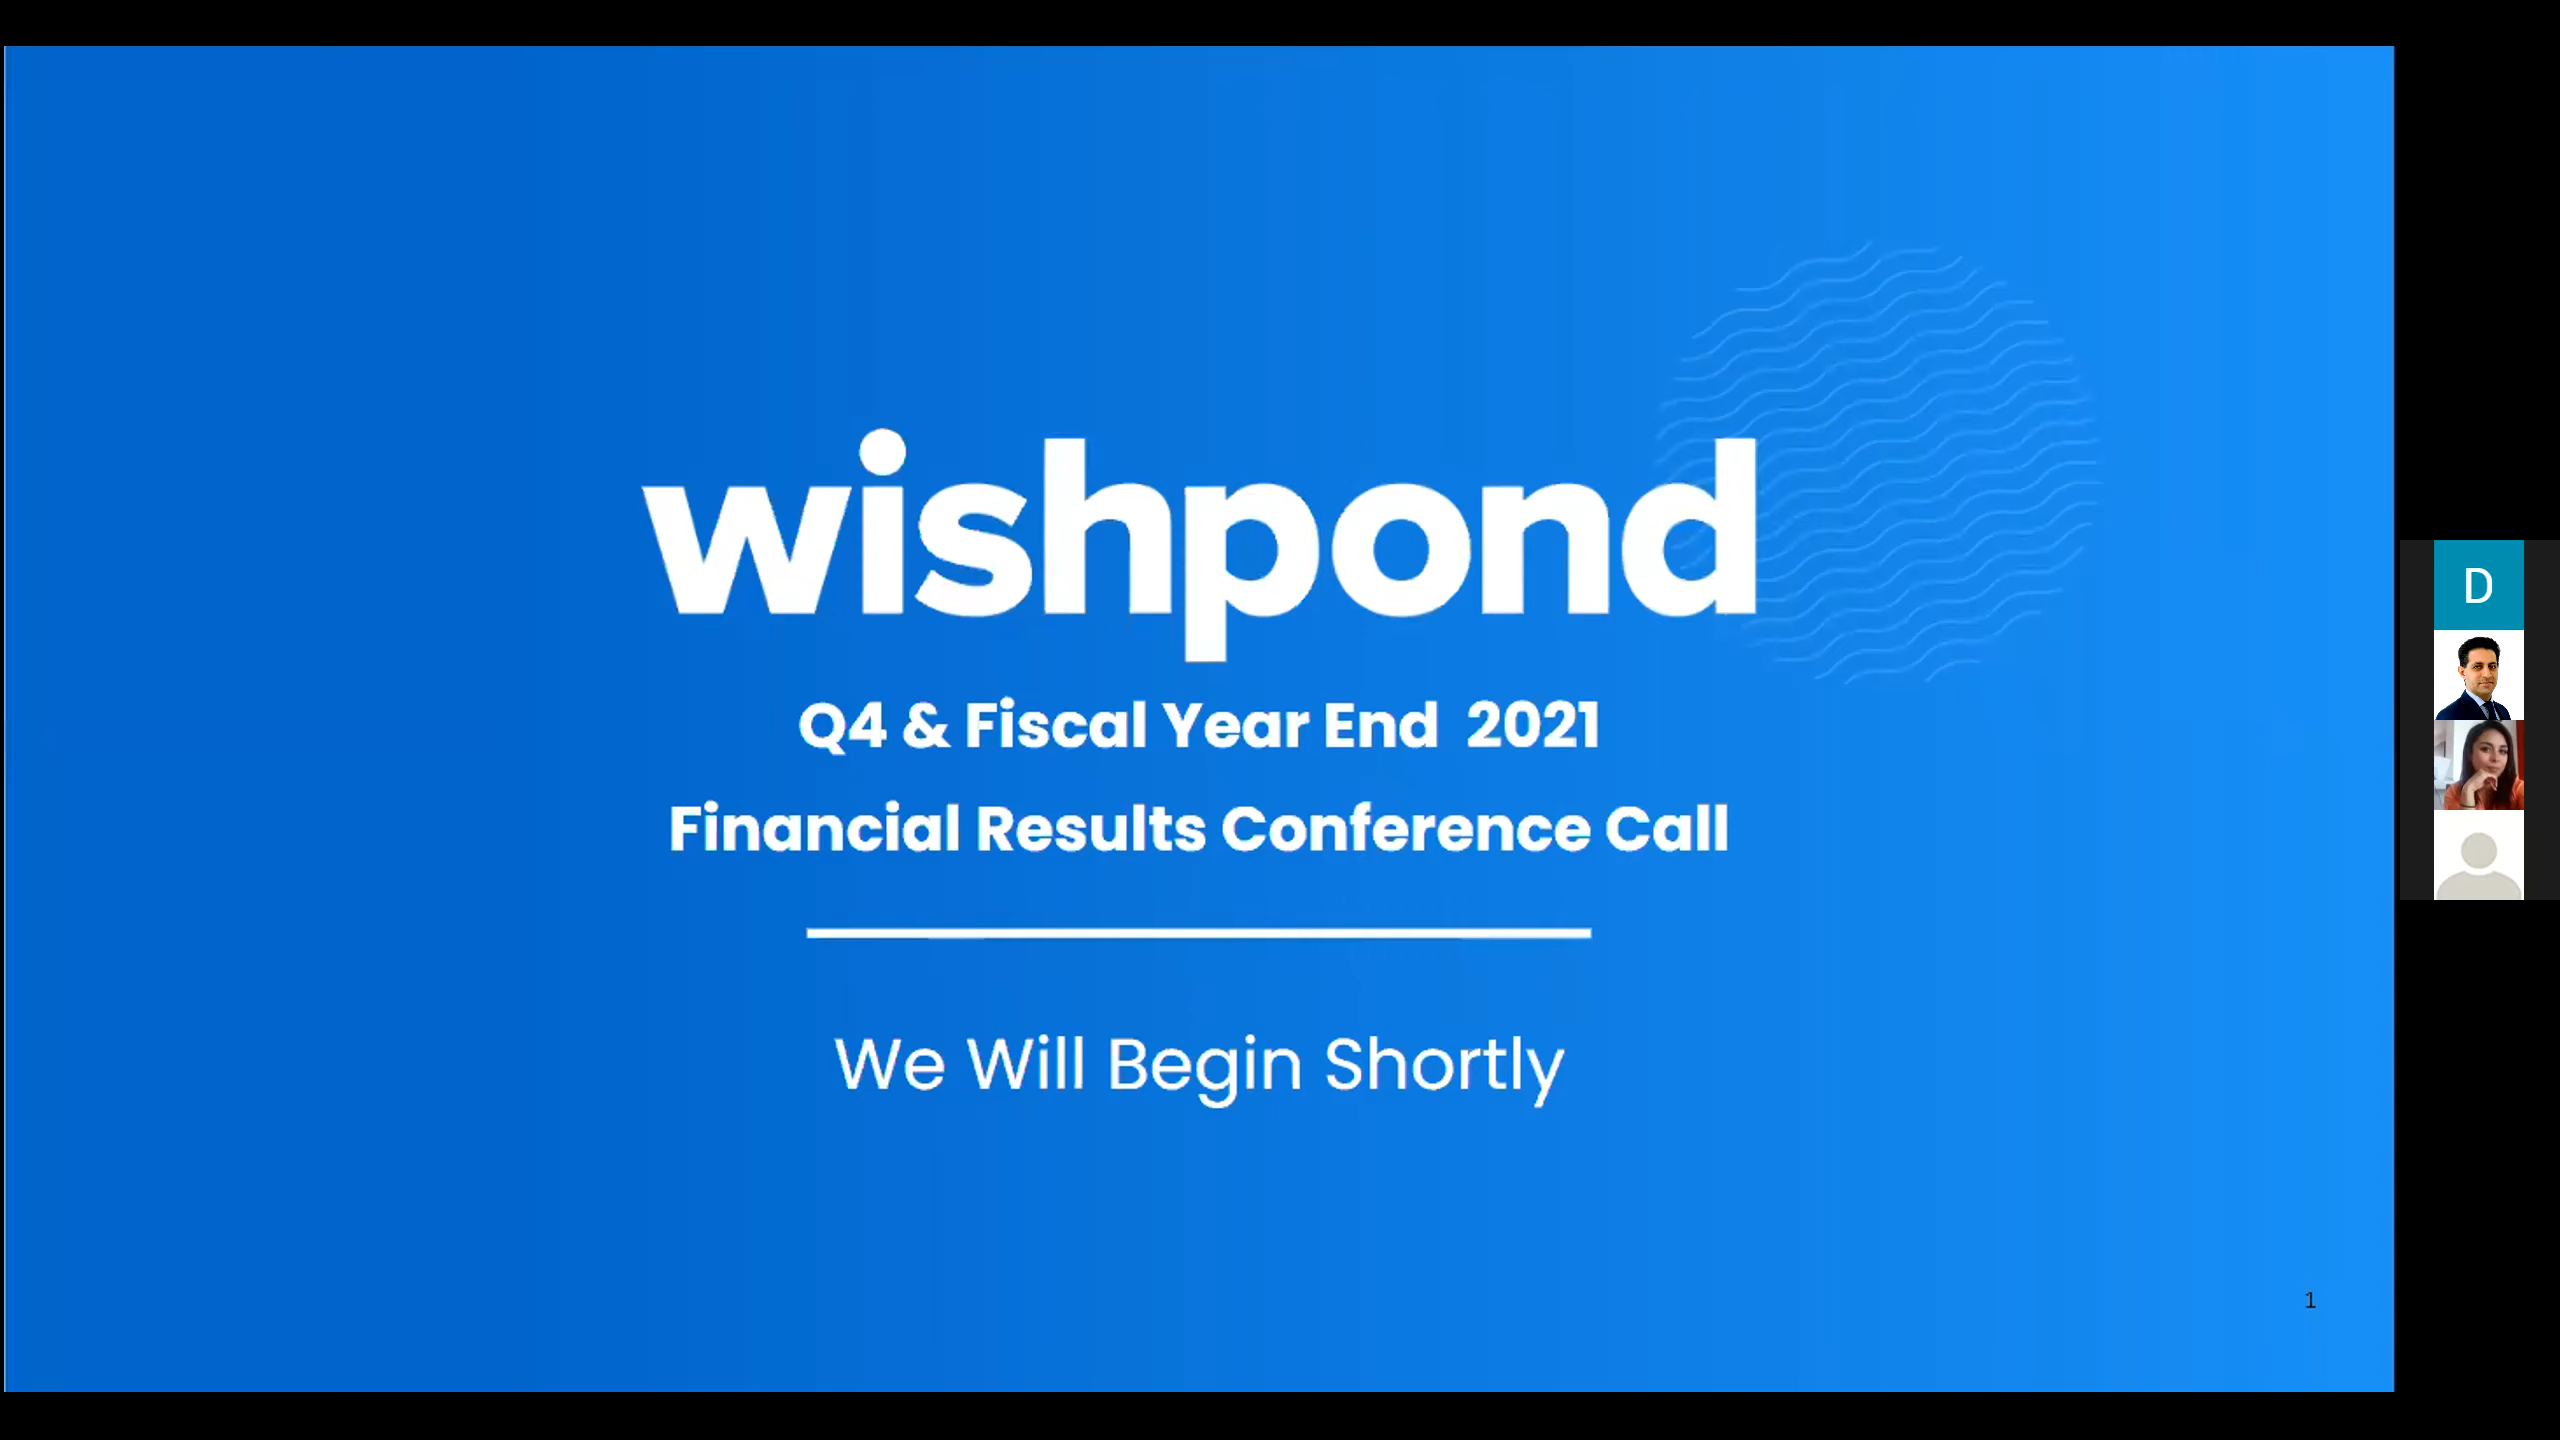 wishpond
Q4 & Fiscal Year End 2021
Financial Results Conference Call
We Will Begin Shortly
D
1